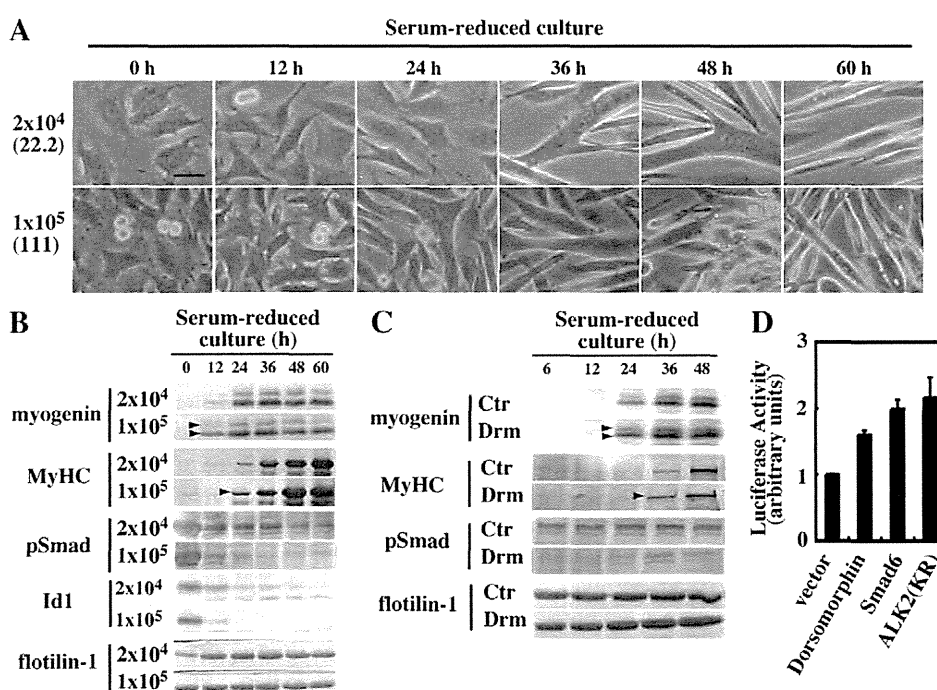 A
Serum-reduced culture
0 h 12 h 24 h 36 h 48 h 60 h
2x10⁴
(22.2)
1x10⁵
(111)
B
Serum-reduced
culture (h)
0 12 24 36 48 60
myogenin
2x10⁴
1x10⁵
MyHC
2x10⁴
1x10⁵
pSmad
2x10⁴
1x10⁵
Id1
2x10⁴
1x10⁵
flotilin-1
2x10⁴
1x10⁵
C
Serum-reduced
culture (h)
6 12 24 36 48
myogenin
Ctr
Drm
MyHC
Ctr
Drm
pSmad
Ctr
Drm
flotilin-1
Ctr
Drm
D
Luciferase Activity
(arbitrary units)
3
2
1
0
vector
Dorsomorphin
Smad6
ALK2(KR)